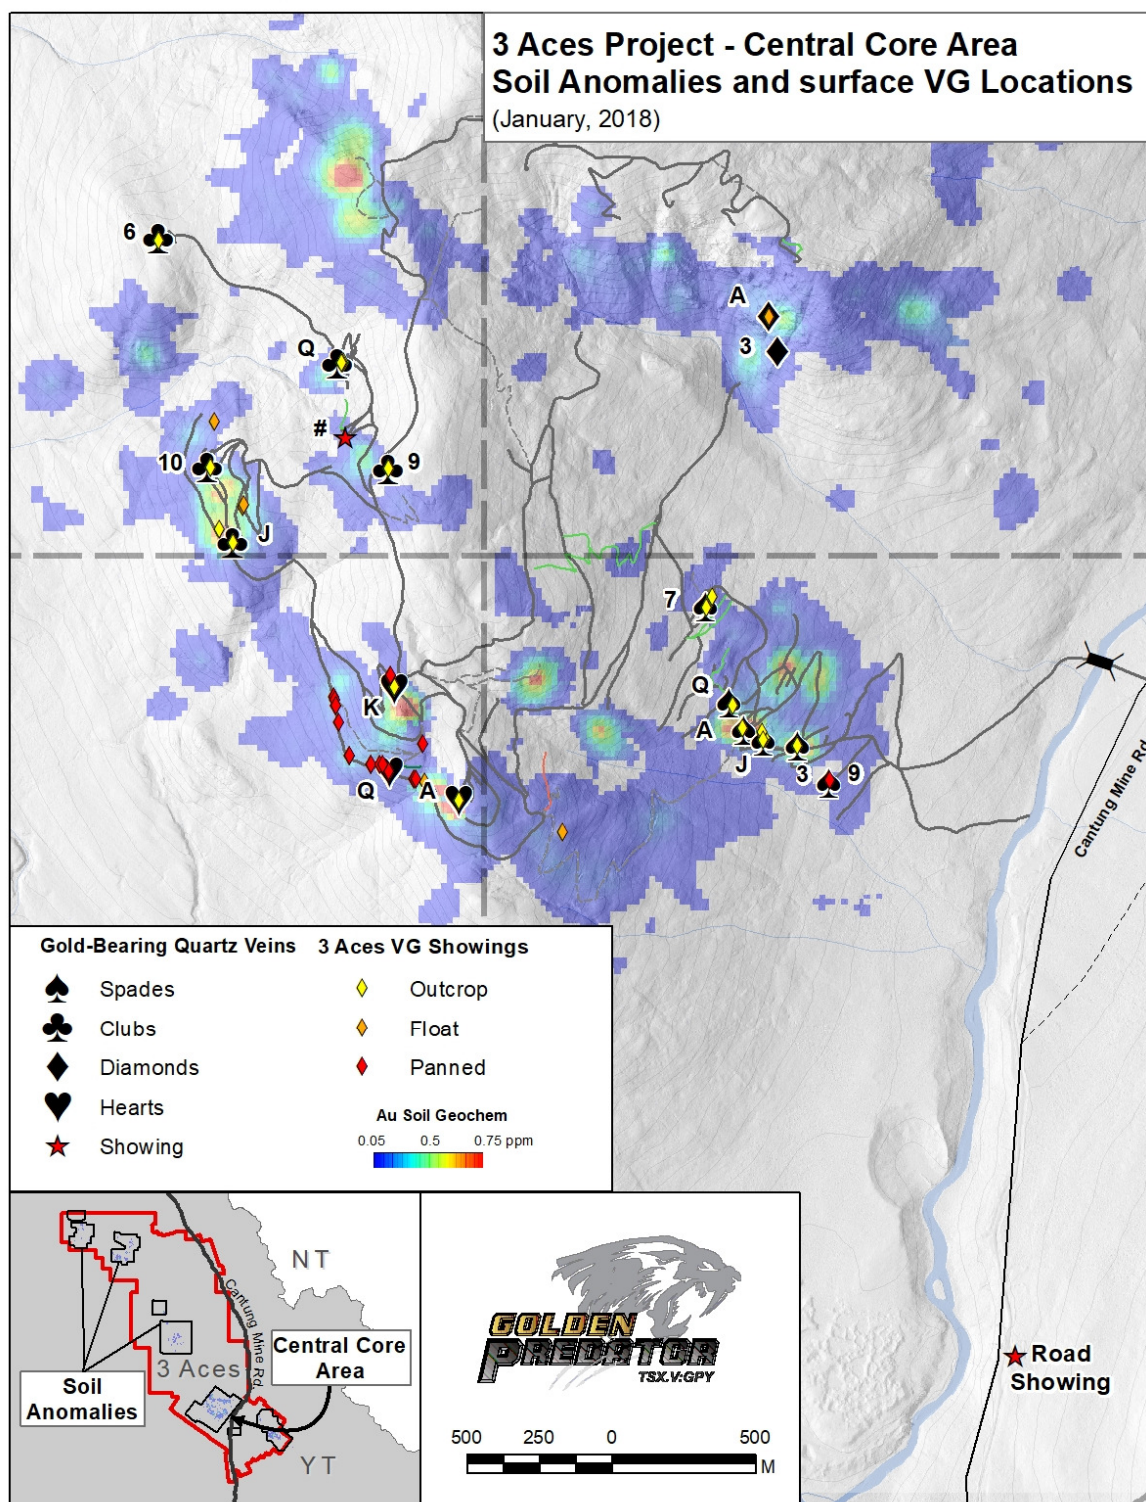 3 Aces Project - Central Core Area
Soil Anomalies and surface VG Locations
(January, 2018)
6
Q
A
3
#
10
9
J
7
Q
K
A
J
3
9
Q
A
Cantung Mine Rd
Gold-Bearing Quartz Veins
3 Aces VG Showings
Spades
Outcrop
Clubs
Float
Diamonds
Panned
Hearts
Au Soil Geochem
Showing
0.05 0.5 0.75 ppm
NT
Cantung Mine Rd
3 Aces
Central Core
Area
Soil
Anomalies
YT
GOLDEN
PREDATOR
TSX.V:GPY
500 250 0 500
M
Road
Showing